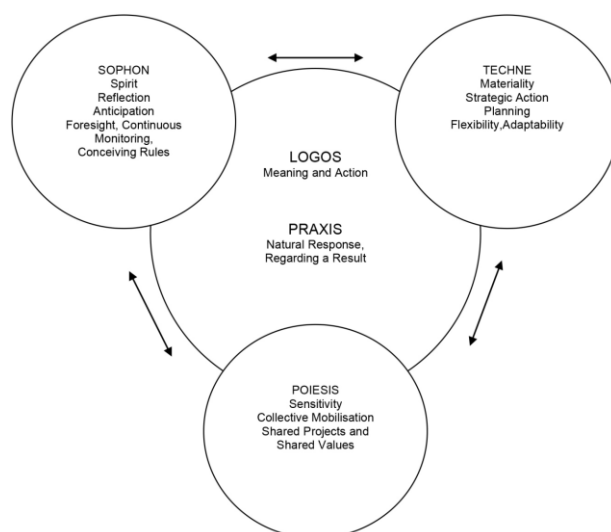 SOPHON
Spirit
Reflection
Anticipation
Foresight, Continuous
Monitoring,
Conceiving Rules
TECHNE
Materiality
Strategic Action
Planning
Flexibility,Adaptability
LOGOS
Meaning and Action
PRAXIS
Natural Response,
Regarding a Result
POIESIS
Sensitivity
Collective Mobilisation
Shared Projects and
Shared Values